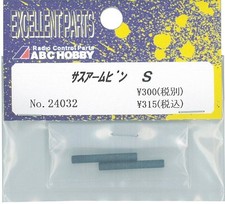 EXCELLENT PARTS
Radio Control Parts
ABC HOBBY
サスアームピン S
¥300(税別)
No.24032
¥315(税込)